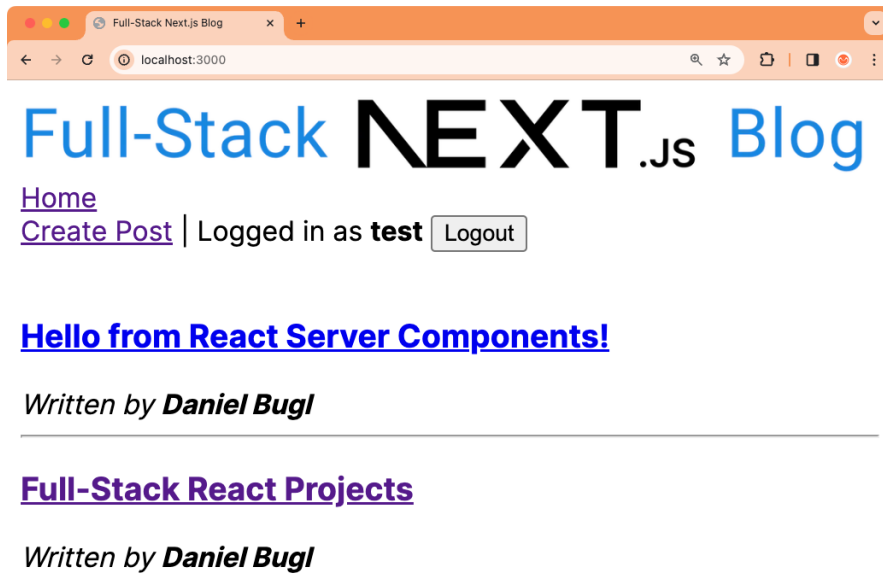 Full-Stack Next.js Blog
localhost:3000
Full-Stack NEXT.JS Blog
Home
Create Post | Logged in as test Logout
Hello from React Server Components!
Written by Daniel Bugl
Full-Stack React Projects
Written by Daniel Bugl